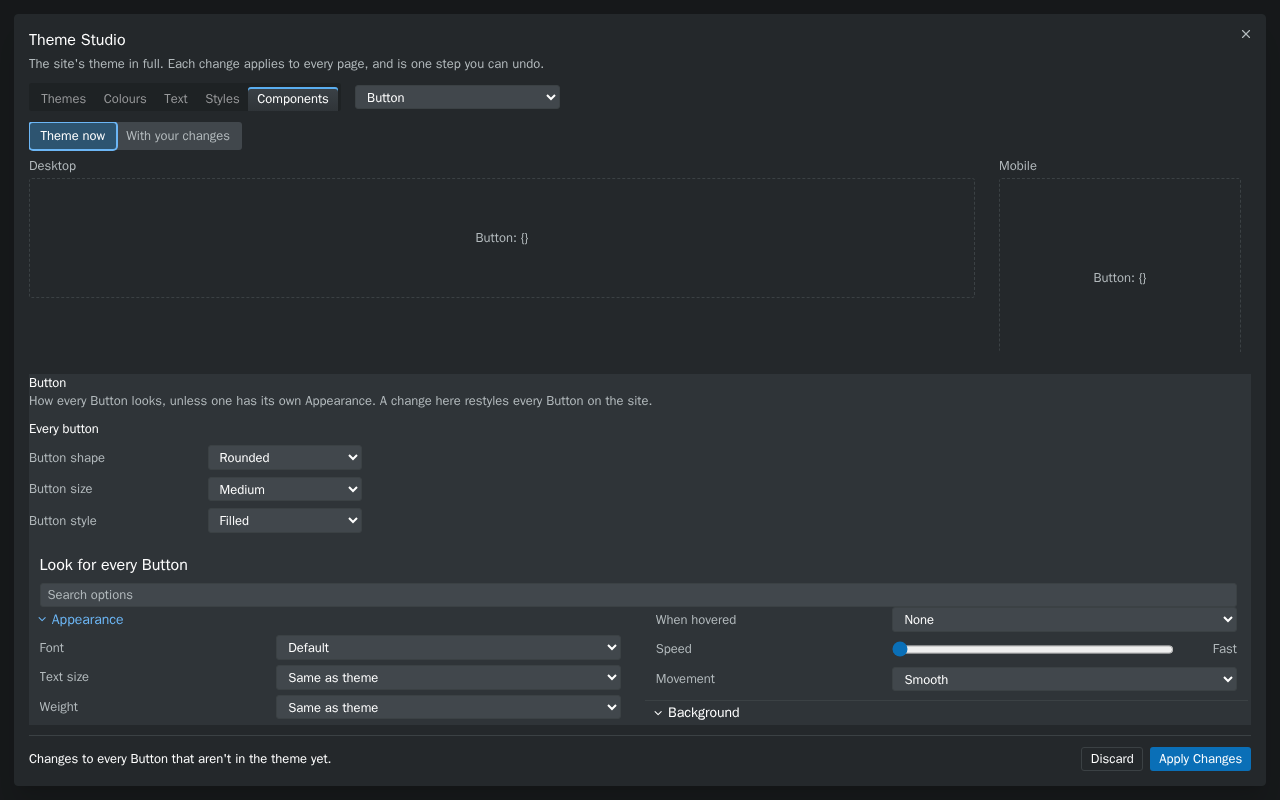 Theme Studio
The site's theme in full. Each change applies to every page, and is one step you can undo.
Themes Colours Text Styles Components Button
Theme now With your changes
Desktop Mobile
Button: {}
Button: {}
Button
How every Button looks, unless one has its own Appearance. A change here restyles every Button on the site.
Every button
Button shape Rounded
Button size Medium
Button style Filled
Look for every Button
Search options
Appearance
Font Default
Text size Same as theme
Weight Same as theme
When hovered None
Speed Fast
Movement Smooth
Background
Changes to every Button that aren't in the theme yet.
Discard Apply Changes